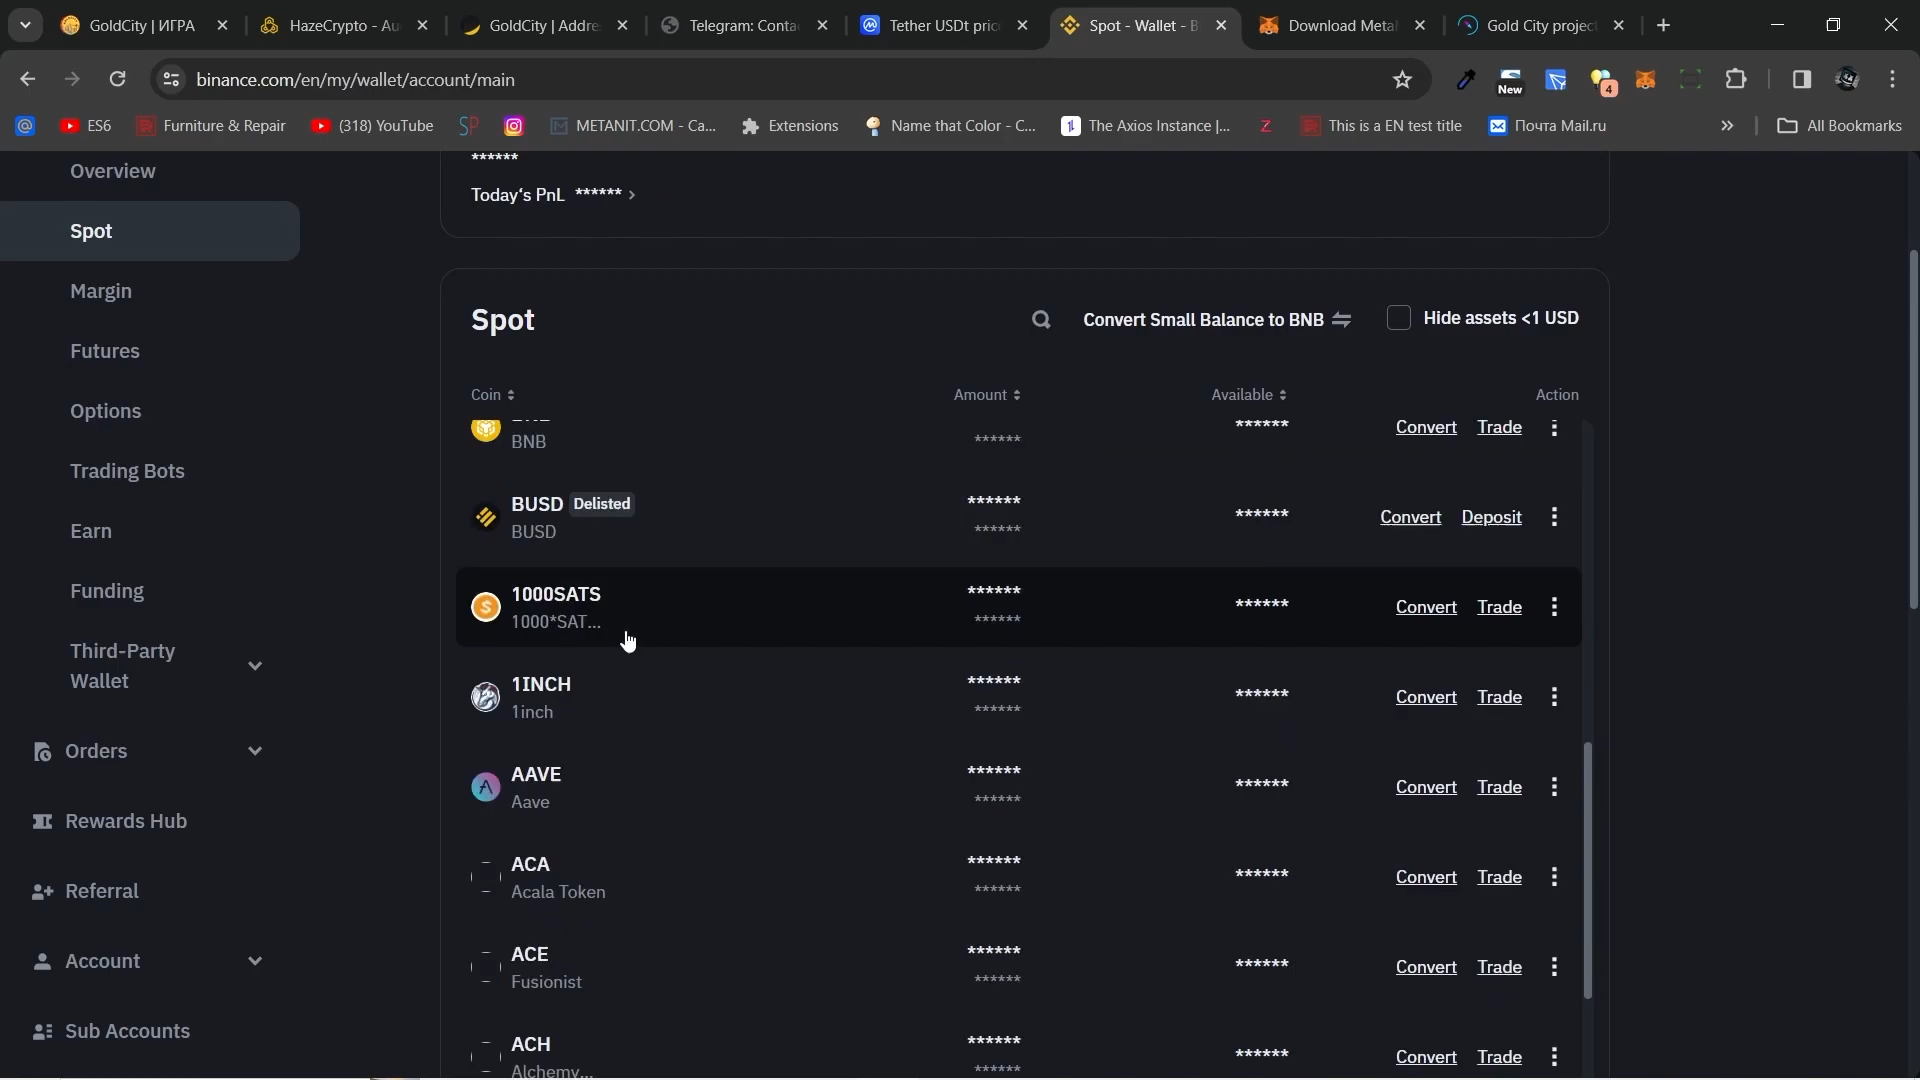 GoldCity | ИГРА
HazeCrypto - Au
GoldCity | Addre
Telegram: Conta
Tether USDt pric
Spot - Wallet - B
Download Meta
Gold City projec
binance.com/en/my/wallet/account/main
New
4
ES6
Furniture & Repair
(318) YouTube
METANIT.COM - Ca...
Extensions
Name that Color - C...
The Axios Instance |...
This is a EN test title
Почта Mail.ru
All Bookmarks
Overview
Spot
Margin
Futures
Options
Trading Bots
Earn
Funding
Third-Party
Wallet
Orders
Rewards Hub
Referral
Account
Sub Accounts
******
Today's PnL ******
Spot
Convert Small Balance to BNB
Hide assets <1 USD
Coin Amount Available Action
BNB ****** ****** Convert Trade
BUSD Delisted ****** ****** Convert Deposit
BUSD ******
1000SATS ****** ****** Convert Trade
1000*SAT... ******
1INCH ****** ****** Convert Trade
1inch ******
AAVE ****** ****** Convert Trade
Aave ******
ACA ****** ****** Convert Trade
Acala Token ******
ACE ****** ****** Convert Trade
Fusionist ******
ACH ****** ****** Convert Trade
Alchemy... ******